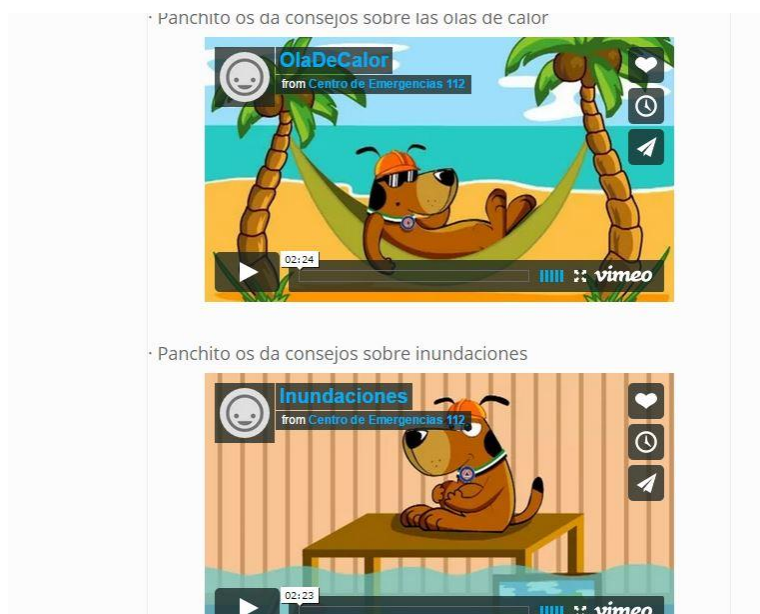 · Panchito os da consejos sobre las olas de calor
OlaDeCalor
from Centro de Emergencias 112
02:24
vimeo
· Panchito os da consejos sobre inundaciones
Inundaciones
from Centro de Emergencias 112
02:23
vimeo